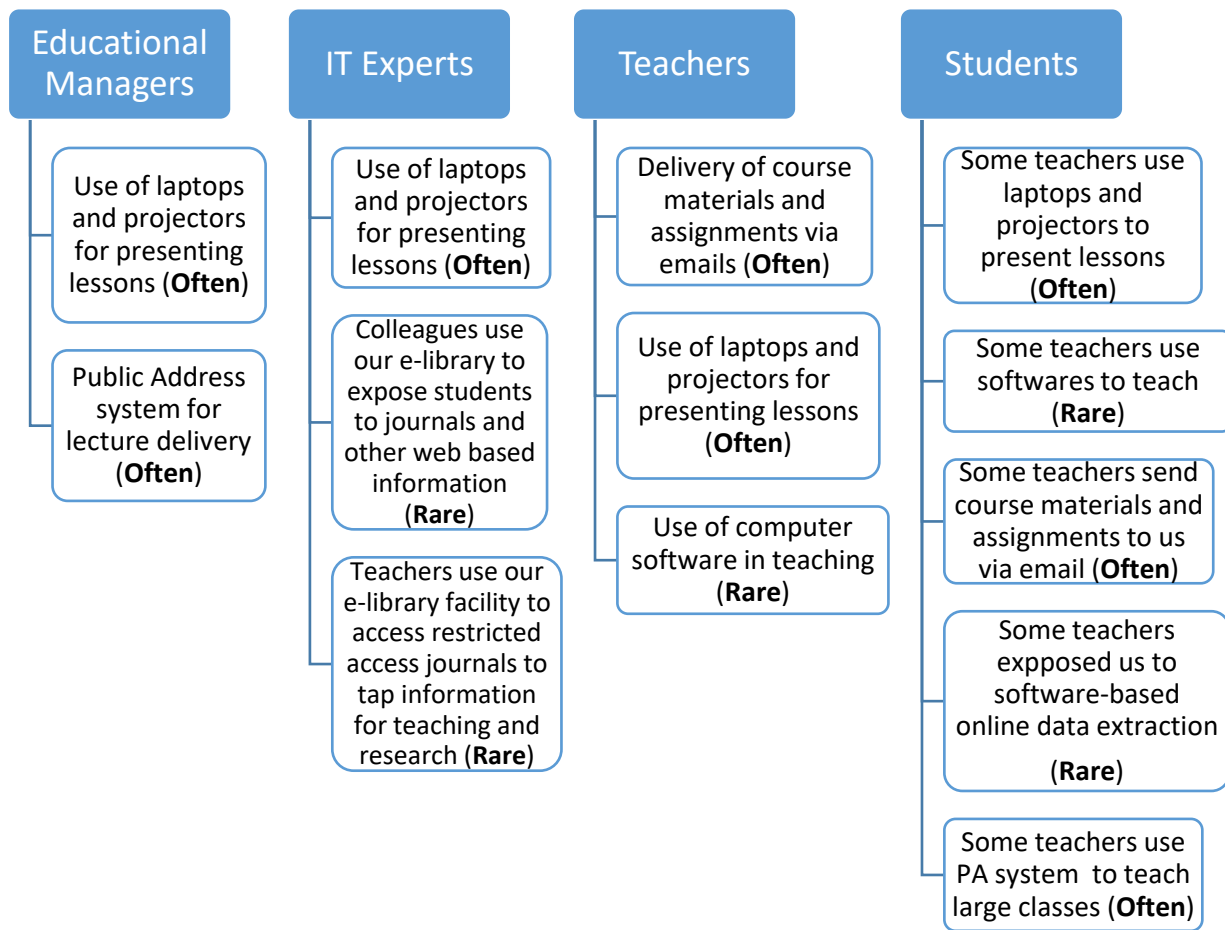 Educational
Managers
Use of laptops
and projectors
for presenting
lessons (Often)
Public Address
system for
lecture delivery
(Often)
IT Experts
Use of laptops
and projectors
for presenting
lessons (Often)
Colleagues use
our e-library to
expose students
to journals and
other web based
information
(Rare)
Teachers use our
e-library facility to
access restricted
access journals to
tap information
for teaching and
research (Rare)
Teachers
Delivery of course
materials and
assignments via
emails (Often)
Use of laptops and
projectors for
presenting lessons
(Often)
Use of computer
software in teaching
(Rare)
Students
Some teachers use
laptops and
projectors to
present lessons
(Often)
Some teachers use
softwares to teach
(Rare)
Some teachers send
course materials and
assignments to us
via email (Often)
Some teachers
expposed us to
software-based
online data extraction
(Rare)
Some teachers use
PA system to teach
large classes (Often)